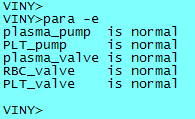 VINY>
VINY>para -e
plasma_pump is normal
PLT_pump is normal
plasma_valve is normal
RBC_valve is normal
PLT_valve is normal
VINY>